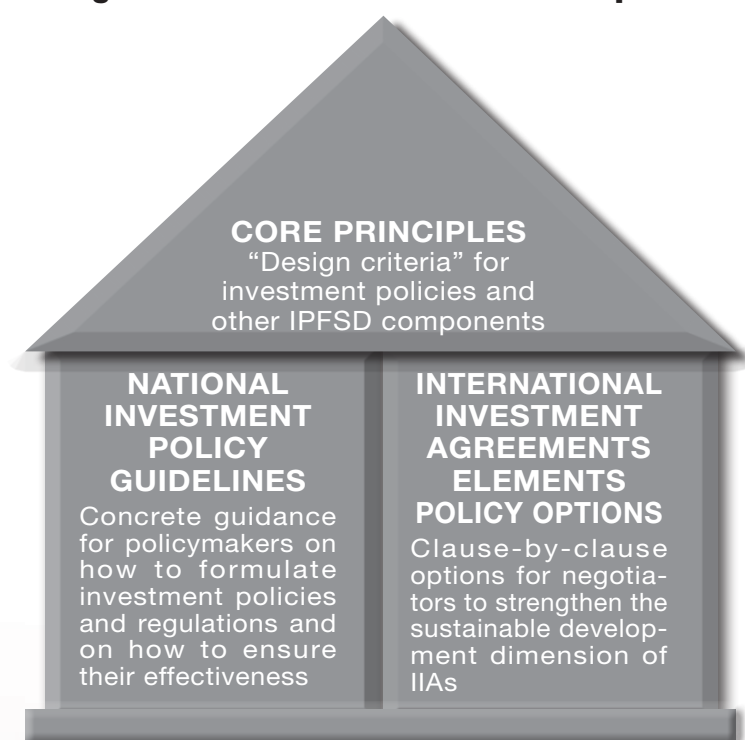 CORE PRINCIPLES
“Design criteria” for
investment policies and
other IPFSD components
NATIONAL
INVESTMENT
POLICY
GUIDELINES
Concrete guidance
for policymakers on
how to formulate
investment policies
and regulations and
on how to ensure
their effectiveness
INTERNATIONAL
INVESTMENT
AGREEMENTS
ELEMENTS
POLICY OPTIONS
Clause-by-clause
options for negotia-
tors to strengthen the
sustainable develop-
ment dimension of
IIAs